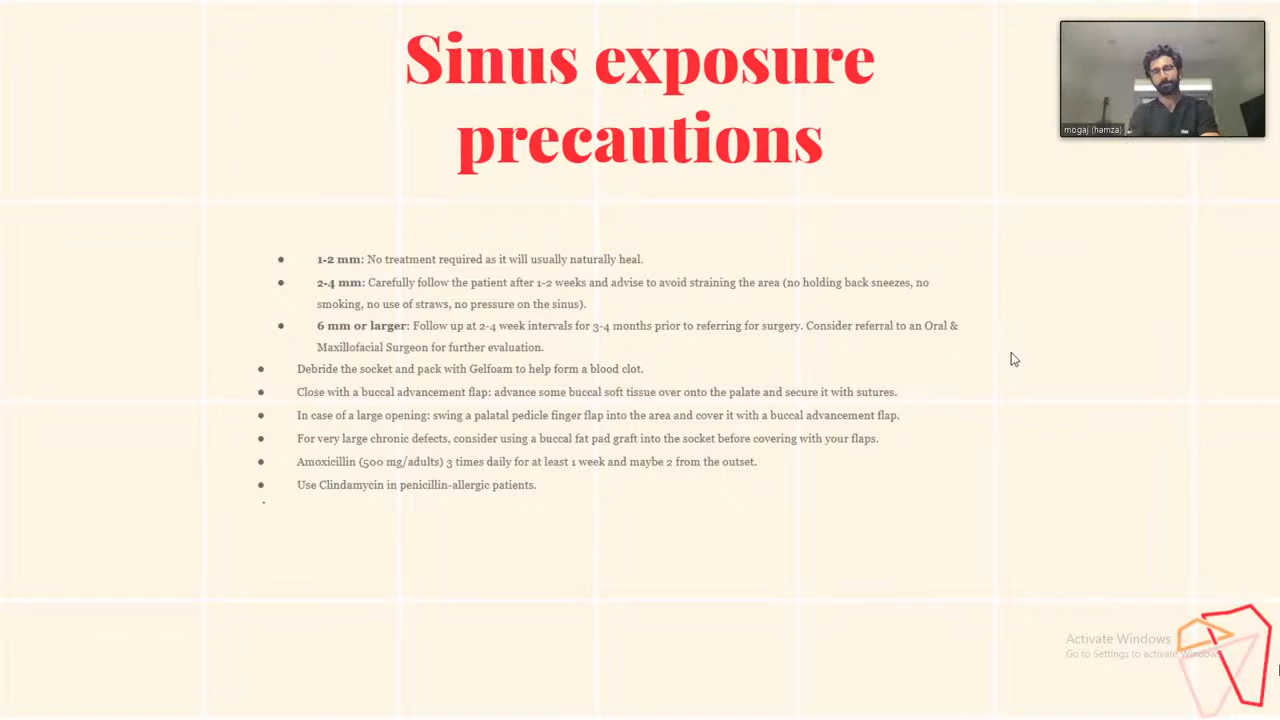 Sinus exposure
precautions
mogaj (hamza)
● 1-2 mm: No treatment required as it will usually naturally heal.
● 2-4 mm: Carefully follow the patient after 1-2 weeks and advise to avoid straining the area (no holding back sneezes, no
smoking, no use of straws, no pressure on the sinus).
● 6 mm or larger: Follow up at 2-4 week intervals for 3-4 months prior to referring for surgery. Consider referral to an Oral &
Maxillofacial Surgeon for further evaluation.
● Debride the socket and pack with Gelfoam to help form a blood clot.
● Close with a buccal advancement flap: advance some buccal soft tissue over onto the palate and secure it with sutures.
● In case of a large opening: swing a palatal pedicle finger flap into the area and cover it with a buccal advancement flap.
● For very large chronic defects, consider using a buccal fat pad graft into the socket before covering with your flaps.
● Amoxicillin (500 mg/adults) 3 times daily for at least 1 week and maybe 2 from the outset.
● Use Clindamycin in penicillin-allergic patients.
Activate Windows
Go to Settings to activate Windows